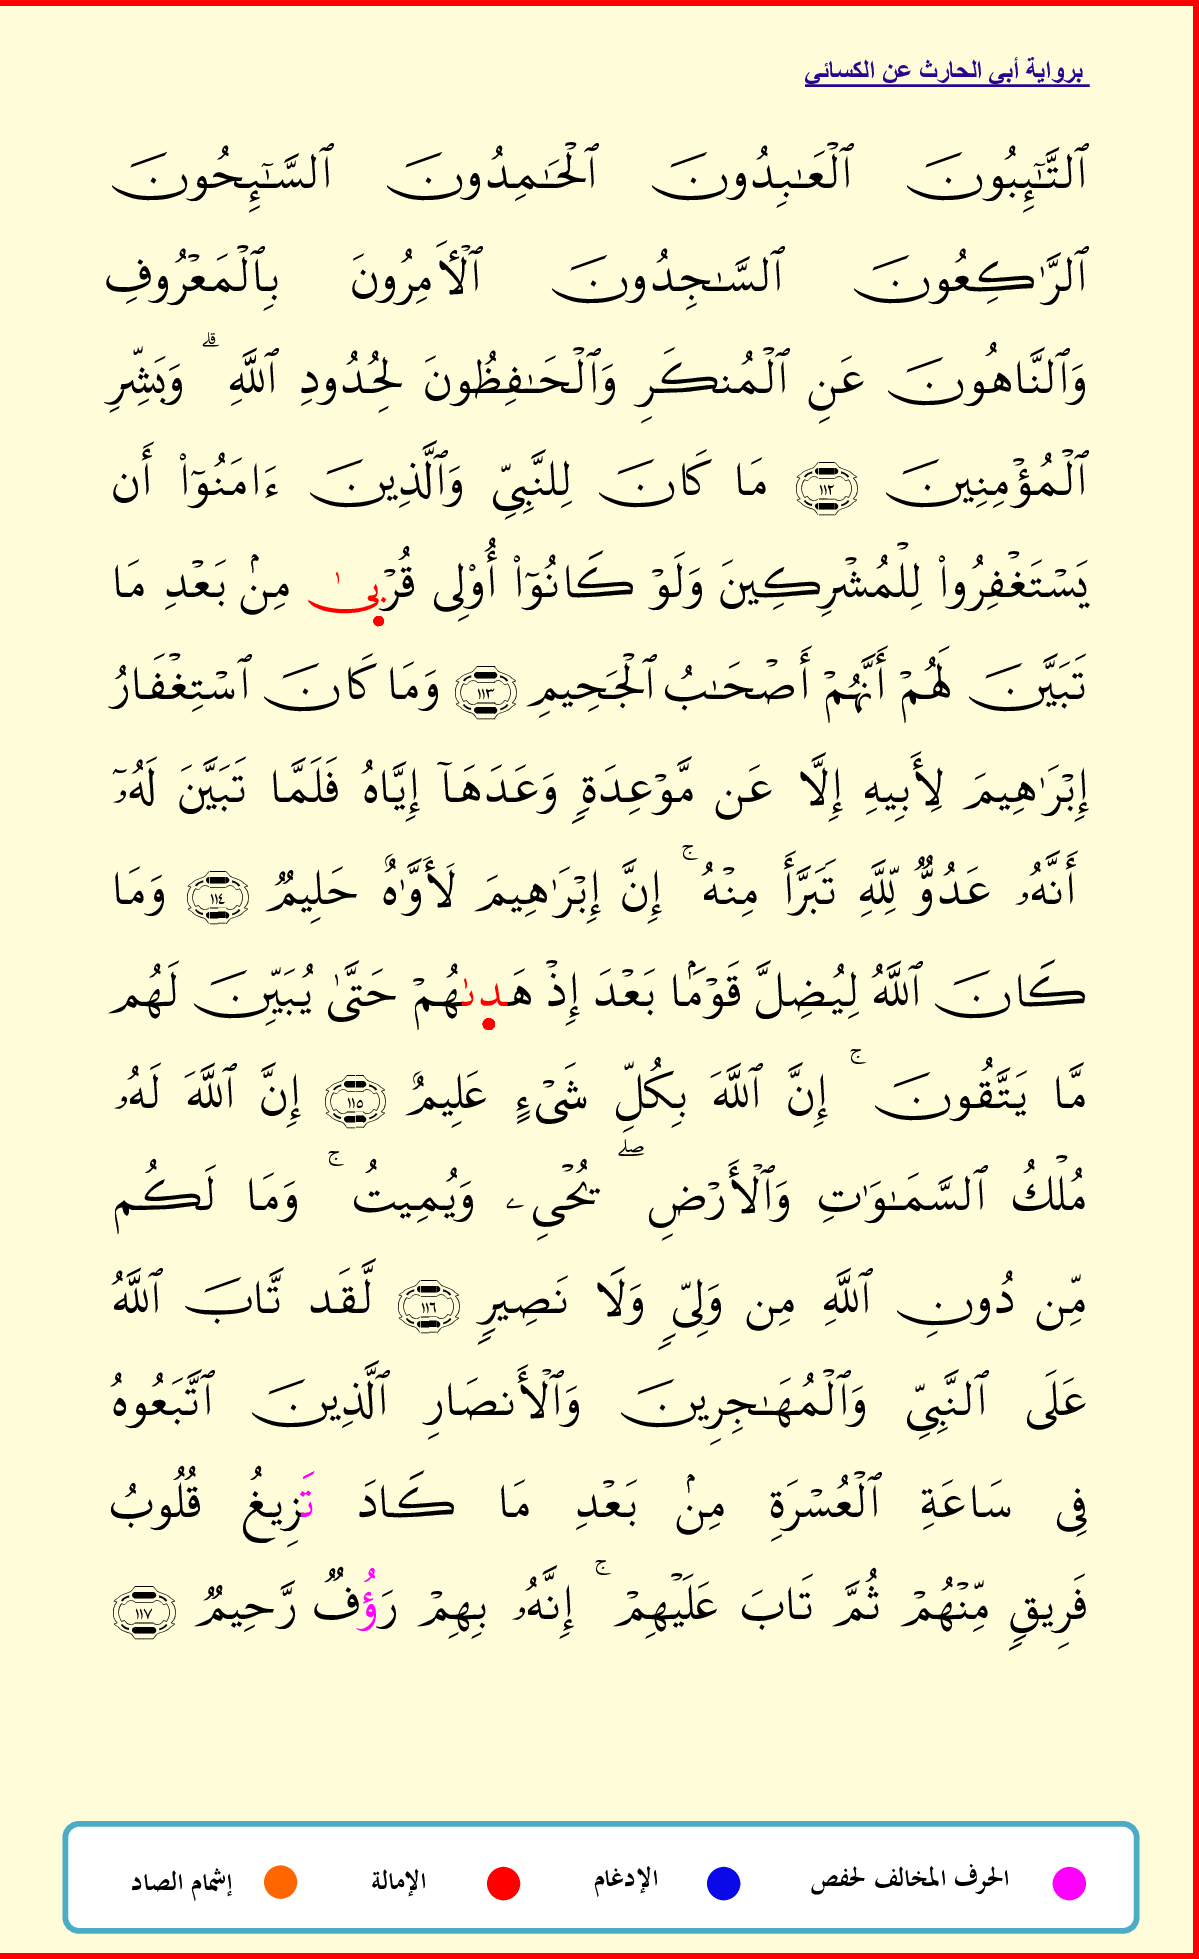 برواية أبي الحارث عن الكسائي
ٱلتَّٰٓئِبُونَ ٱلْعَٰبِدُونَ ٱلْحَٰمِدُونَ ٱلسَّٰٓئِحُونَ
ٱلرَّٰكِعُونَ ٱلسَّٰجِدُونَ ٱلْأٓمِرُونَ بِٱلْمَعْرُوفِ
وَٱلنَّاهُونَ عَنِ ٱلْمُنكَرِ وَٱلْحَٰفِظُونَ لِحُدُودِ ٱللَّهِ ۗ وَبَشِّرِ
ٱلْمُؤْمِنِينَ ١١٢ مَا كَانَ لِلنَّبِيِّ وَٱلَّذِينَ ءَامَنُوٓا۟ أَن
يَسْتَغْفِرُوا۟ لِلْمُشْرِكِينَ وَلَوْ كَانُوٓا۟ أُو۟لِى قُرْبىٰ مِنۢ بَعْدِ مَا
تَبَيَّنَ لَهُمْ أَنَّهُمْ أَصْحَٰبُ ٱلْجَحِيمِ ١١٣ وَمَا كَانَ ٱسْتِغْفَارُ
إِبْرَٰهِيمَ لِأَبِيهِ إِلَّا عَن مَّوْعِدَةٍ وَعَدَهَآ إِيَّاهُ فَلَمَّا تَبَيَّنَ لَهُۥٓ
أَنَّهُۥ عَدُوٌّ لِّلَّهِ تَبَرَّأَ مِنْهُ ۚ إِنَّ إِبْرَٰهِيمَ لَأَوَّٰهٌ حَلِيمٌ ١١٤ وَمَا
كَانَ ٱللَّهُ لِيُضِلَّ قَوْمًۢا بَعْدَ إِذْ هَدىٰهُمْ حَتَّىٰ يُبَيِّنَ لَهُم
مَّا يَتَّقُونَ ۚ إِنَّ ٱللَّهَ بِكُلِّ شَىْءٍ عَلِيمٌ ١١٥ إِنَّ ٱللَّهَ لَهُۥ
مُلْكُ ٱلسَّمَٰوَٰتِ وَٱلْأَرْضِ ۖ يُحْىِۦ وَيُمِيتُ ۚ وَمَا لَكُم
مِّن دُونِ ٱللَّهِ مِن وَلِىٍّ وَلَا نَصِيرٍ ١١٦ لَّقَد تَّابَ ٱللَّهُ
عَلَى ٱلنَّبِيِّ وَٱلْمُهَٰجِرِينَ وَٱلْأَنصَارِ ٱلَّذِينَ ٱتَّبَعُوهُ
فِى سَاعَةِ ٱلْعُسْرَةِ مِنۢ بَعْدِ مَا كَادَ تَزِيغُ قُلُوبُ
فَرِيقٍ مِّنْهُمْ ثُمَّ تَابَ عَلَيْهِمْ ۚ إِنَّهُۥ بِهِمْ رَؤُفٌ رَّحِيمٌ ١١٧
الحرف المخالف لحفص الإدغام الإمالة إشمام الصاد